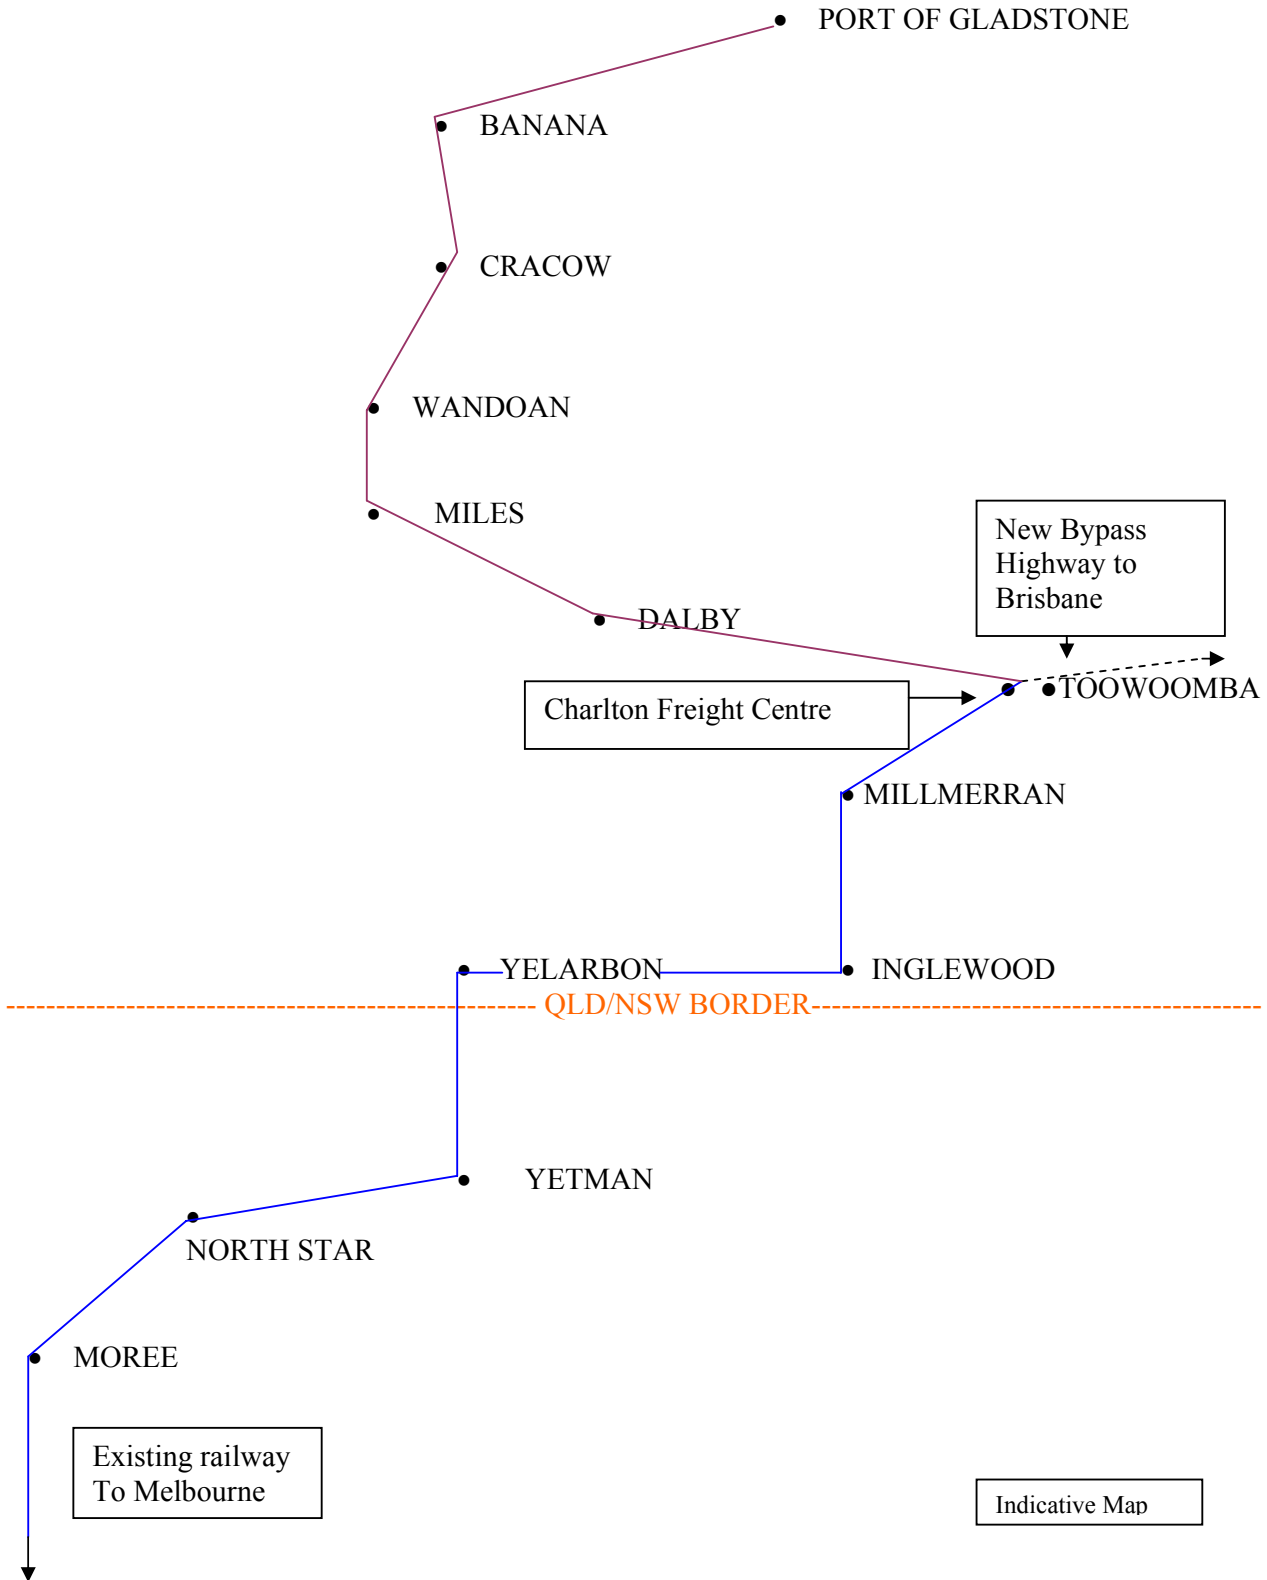 PORT OF GLADSTONE
BANANA
CRACOW
WANDOAN
MILES
New Bypass
Highway to
Brisbane
DALBY
TOOWOOMBA
Charlton Freight Centre
MILLMERRAN
YELARBON
INGLEWOOD
QLD/NSW BORDER
YETMAN
NORTH STAR
MOREE
Existing railway
To Melbourne
Indicative Map